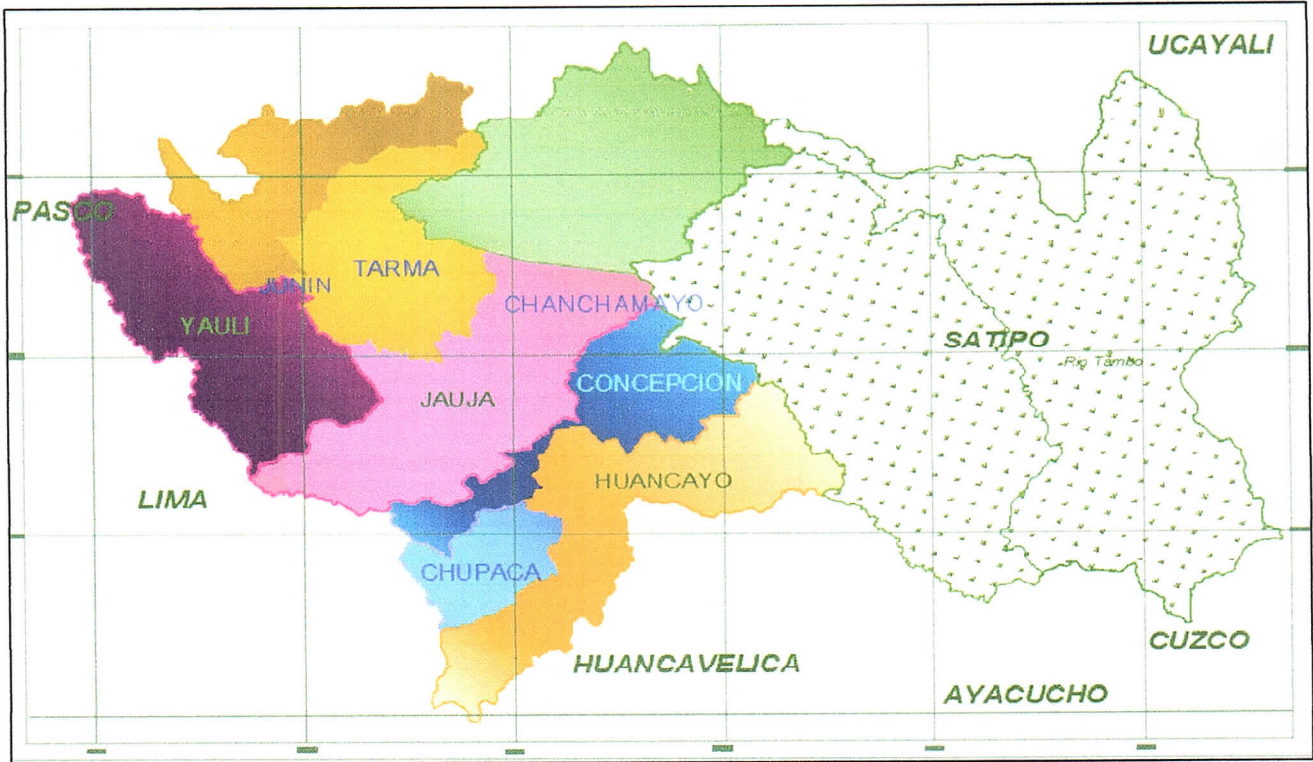 UCAYALI
PASCO
TARMA
JUNIN
CHANCHAMAYO
YAULI
SATIPO
Rio Tambo
CONCEPCION
JAUJA
HUANCAYO
LIMA
CHUPACA
CUZCO
HUANCAVELICA
AYACUCHO